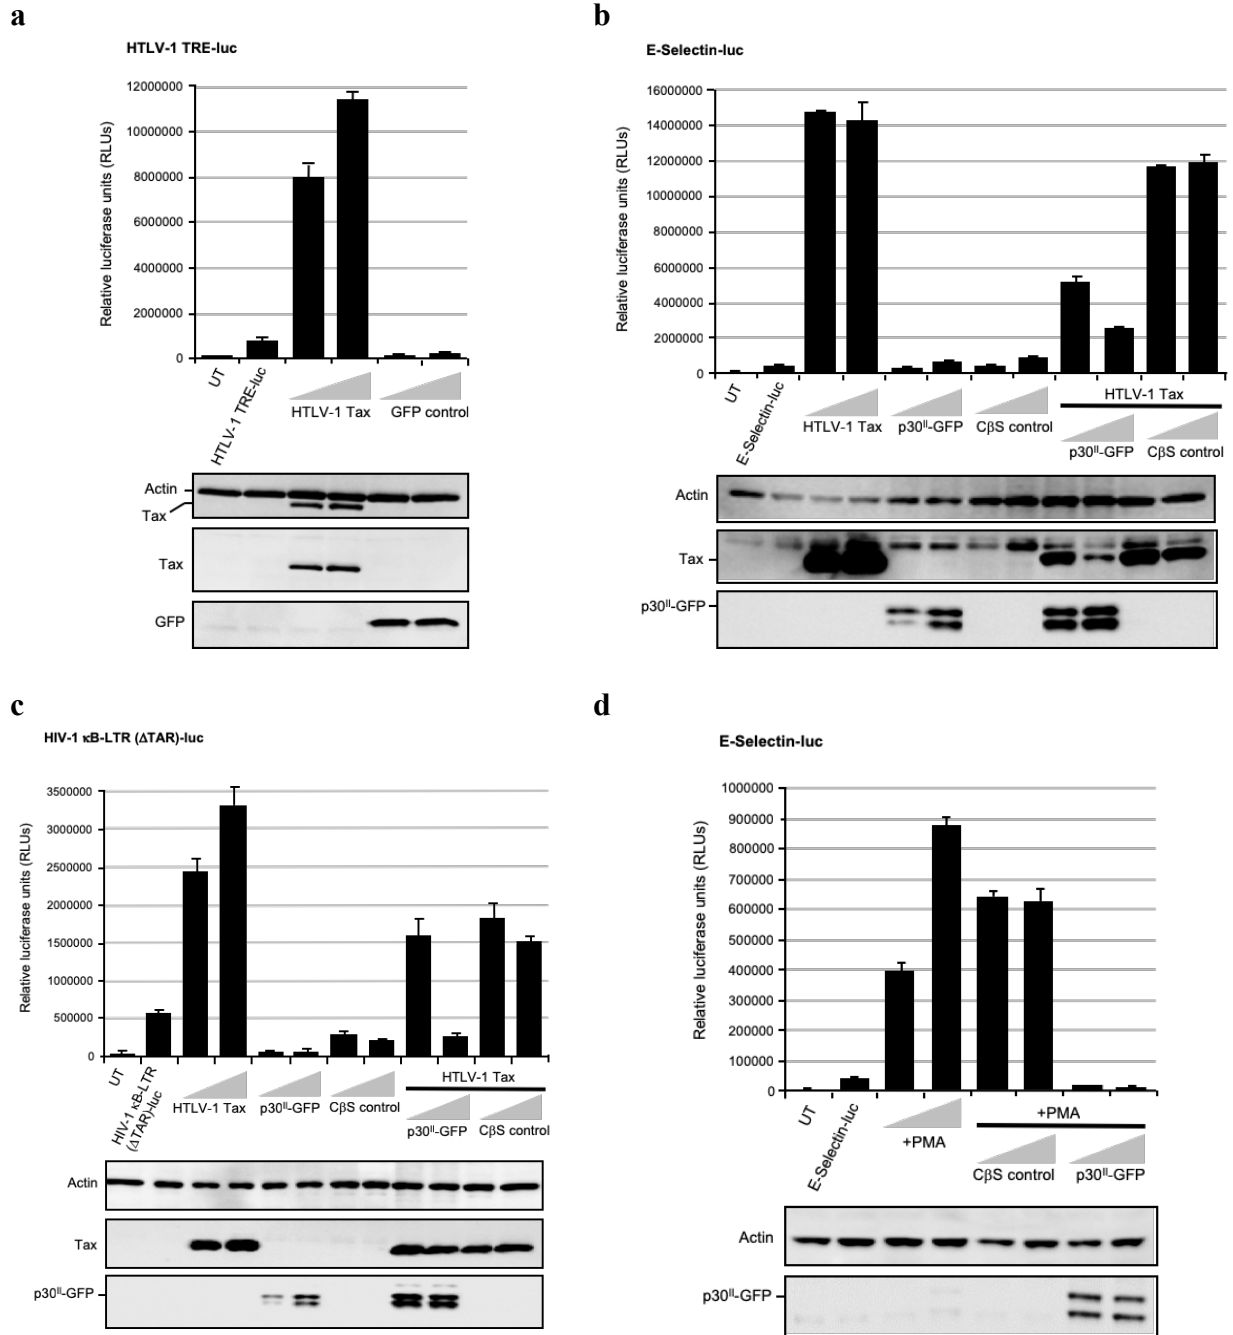 a
HTLV-1 TRE-luc
Relative luciferase units (RLUs)
12000000
10000000
8000000
6000000
4000000
2000000
0
UT
HTLV-1 TRE-luc
HTLV-1 Tax
GFP control
Actin
Tax
Tax
GFP
b
E-Selectin-luc
Relative luciferase units (RLUs)
16000000
14000000
12000000
10000000
8000000
6000000
4000000
2000000
0
UT
E-Selectin-luc
HTLV-1 Tax
p30II-GFP
CβS control
HTLV-1 Tax
p30II-GFP
CβS control
Actin
Tax
p30II-GFP
c
HIV-1 κB-LTR (ΔTAR)-luc
Relative luciferase units (RLUs)
3500000
3000000
2500000
2000000
1500000
1000000
500000
0
UT
HIV-1 κB-LTR
(ΔTAR)-luc
HTLV-1 Tax
p30II-GFP
CβS control
HTLV-1 Tax
p30II-GFP
CβS control
Actin
Tax
p30II-GFP
d
E-Selectin-luc
Relative luciferase units (RLUs)
1000000
900000
800000
700000
600000
500000
400000
300000
200000
100000
0
UT
E-Selectin-luc
+PMA
+PMA
CβS control
p30II-GFP
Actin
p30II-GFP